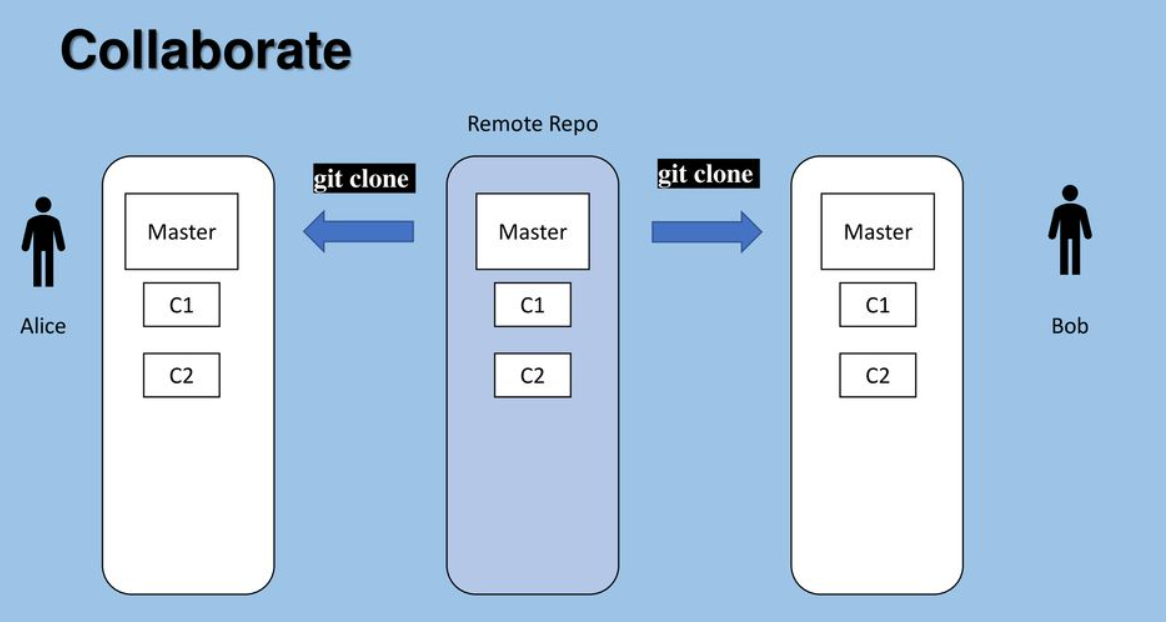 Collaborate
Remote Repo
git clone
git clone
Master
Master
Master
C1
C1
C1
Alice
Bob
C2
C2
C2